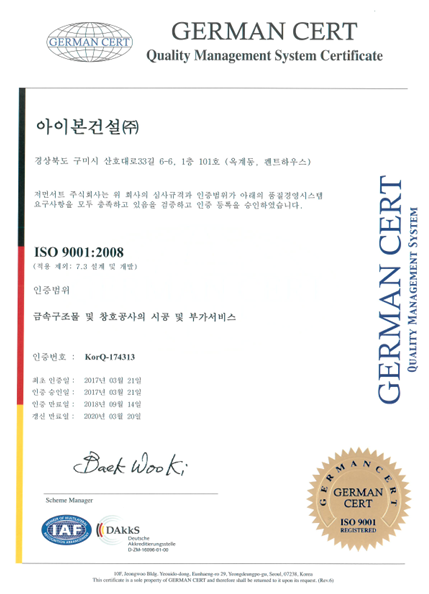 GERMAN CERT
GERMAN CERT
Quality Management System Certificate
아이본건설㈜
경상북도 구미시 산호대로33길 6-6, 1층 101호 (옥계동, 펜트하우스)
저먼서트 주식회사는 위 회사의 심사규격과 인증범위가 아래의 품질경영시스템
요구사항을 모두 충족하고 있음을 검증하고 인증 등록을 승인하였습니다.
ISO 9001:2008
(적용 제외: 7.3 설계 및 개발)
인증범위
금속구조물 및 창호공사의 시공 및 부가서비스
인증번호 : KorQ-174313
최초 인증일 : 2017년 03월 21일
인증 승인일 : 2017년 03월 21일
인증 만료일 : 2018년 09월 14일
갱신 만료일 : 2020년 03월 20일
GERMAN CERT
QUALITY MANAGEMENT SYSTEM
Baek Woo Ki
Scheme Manager
IAF
DAkkS
Deutsche
Akkreditierungsstelle
D-ZM-16098-01-00
GERMAN CERT
GERMAN
CERT
ISO 9001
REGISTERED
10F, Jeongwoo Bldg, Yeouido-dong, Eunhaeng-ro 29, Yeongdeungpo-gu, Seoul, 07238, Korea
This certificate is a sole property of GERMAN CERT and therefore shall be returned to it upon its request. (Rev.6)